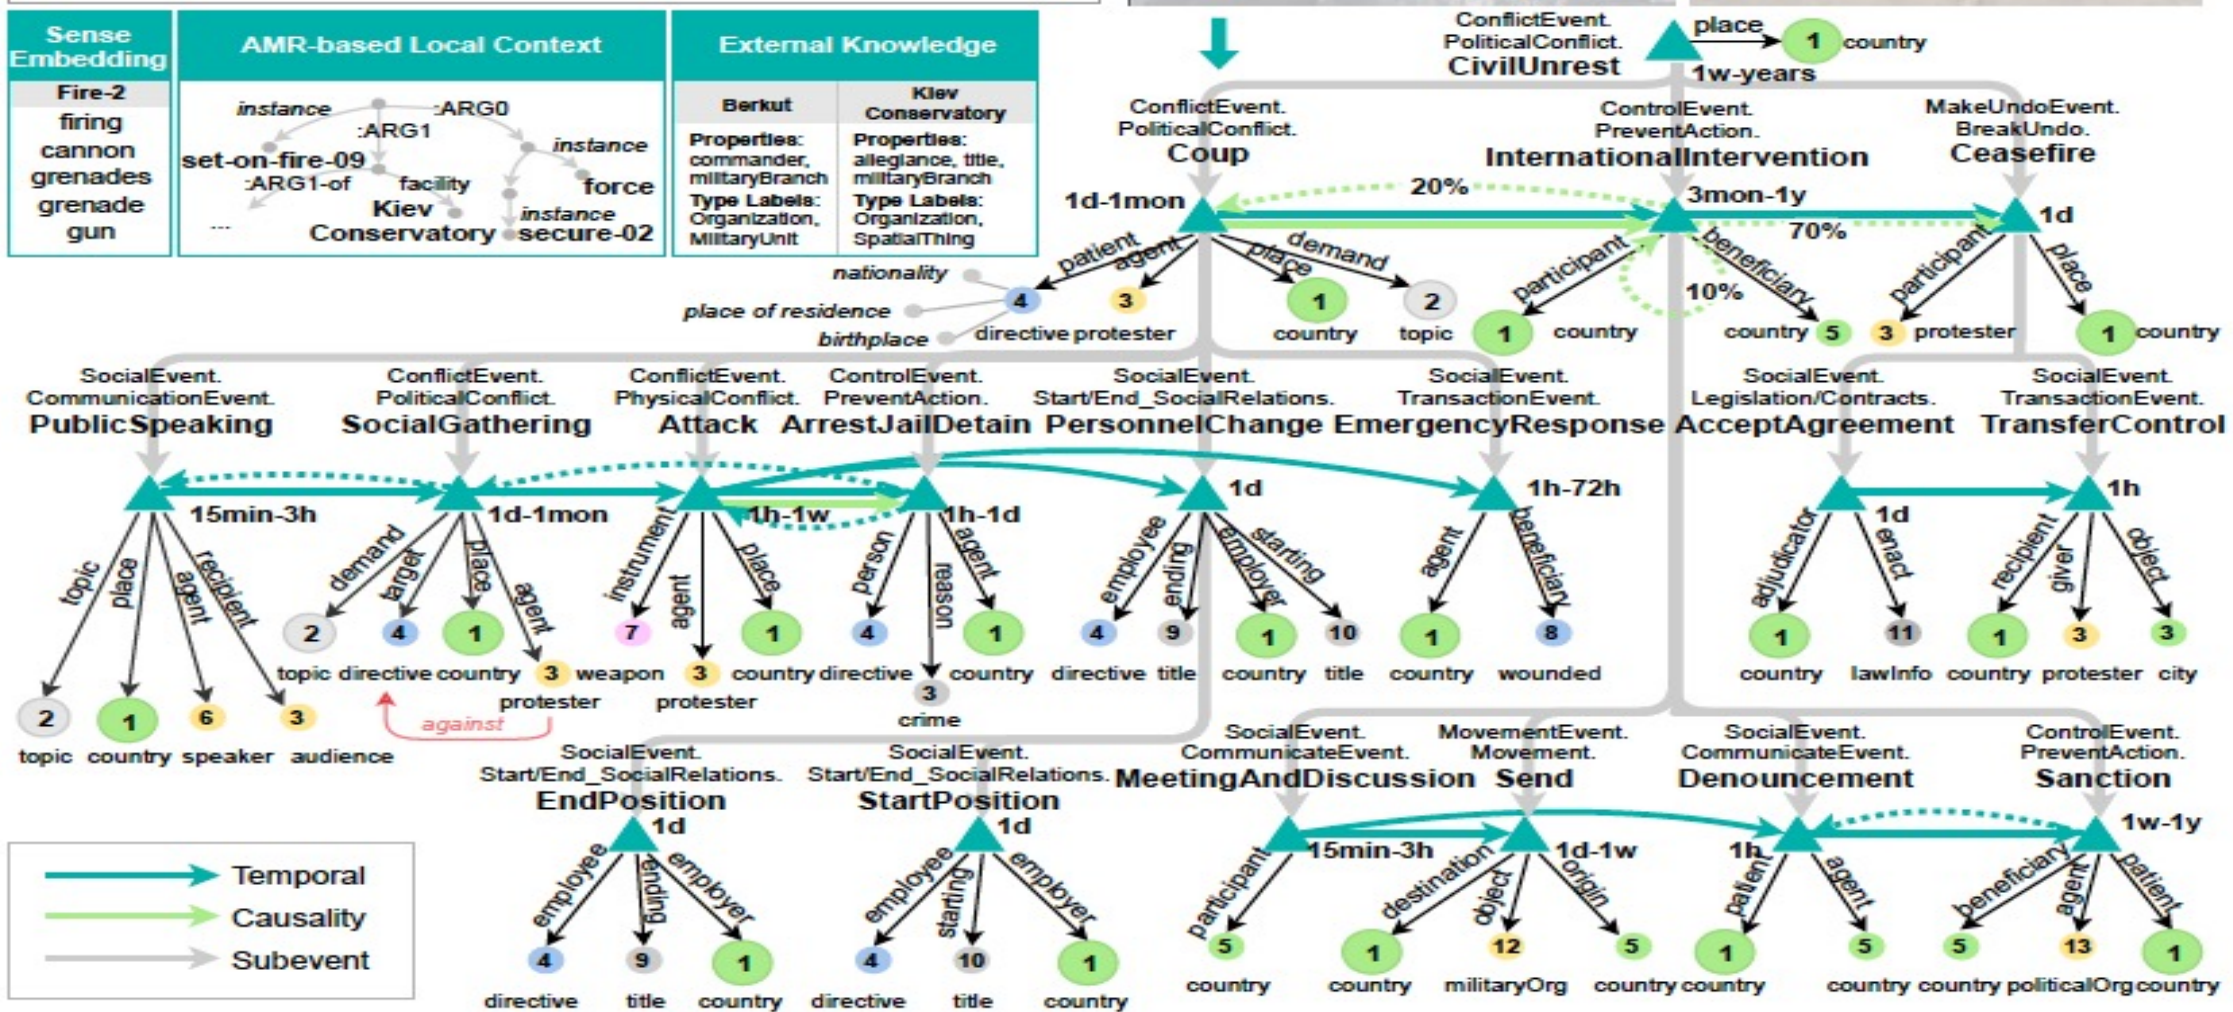 Sense
Embedding
Fire-2
firing
cannon
grenades
grenade
gun
AMR-based Local Context
instance
:ARG0
:ARG1
instance
set-on-fire-09
:ARG1-of
facility
force
Kiev
Conservatory
instance
secure-02
...
External Knowledge
Berkut
Properties:
commander,
militaryBranch
Type Labels:
Organization,
MilitaryUnit
Kiev
Conservatory
Properties:
allegiance, title,
militaryBranch
Type Labels:
Organization,
SpatialThing
ConflictEvent.
PoliticalConflict.
CivilUnrest
place
1 country
1w-years
ConflictEvent.
PoliticalConflict.
Coup
1d-1mon
ControlEvent.
PreventAction.
InternationalIntervention
3mon-1y
MakeUndoEvent.
BreakUndo.
Ceasefire
1d
20%
70%
10%
patient
agent
place
demand
participant
beneficiary
participant
place
nationality
place of residence
birthplace
4
3
1
2
1
5
3
1
directive
protester
country
topic
country
country
protester
country
SocialEvent.
CommunicationEvent.
PublicSpeaking
15min-3h
ConflictEvent.
PoliticalConflict.
SocialGathering
1d-1mon
ConflictEvent.
PhysicalConflict.
Attack
1h-1w
ControlEvent.
PreventAction.
ArrestJailDetain
1h-1d
SocialEvent.
Start/End_SocialRelations.
PersonnelChange
1d
SocialEvent.
TransactionEvent.
EmergencyResponse
1h-72h
SocialEvent.
Legislation/Contracts.
AcceptAgreement
1d
SocialEvent.
TransactionEvent.
TransferControl
1h
topic
place
agent
recipient
2
1
6
3
topic
country
speaker
audience
demand
target
place
agent
2
4
1
3
topic
directive
country
protester
against
instrument
agent
place
7
3
1
weapon
protester
country
person
reason
agent
4
3
1
directive
crime
country
employee
ending
employer
starting
4
9
1
10
directive
title
country
title
agent
beneficiary
1
8
country
wounded
adjudicator
enact
1
11
country
lawInfo
recipient
giver
object
1
3
3
country
protester
city
SocialEvent.
Start/End_SocialRelations.
EndPosition
1d
employee
ending
employer
4
9
1
directive
title
country
SocialEvent.
Start/End_SocialRelations.
StartPosition
1d
employee
starting
employer
4
10
1
directive
title
country
SocialEvent.
CommunicateEvent.
MeetingAndDiscussion
15min-3h
participant
5
country
MovementEvent.
Movement.
Send
1d-1w
destination
object
origin
1
12
5
country
militaryOrg
country
SocialEvent.
CommunicateEvent.
Denouncement
1h
patient
agent
1
5
country
country
ControlEvent.
PreventAction.
Sanction
1w-1y
beneficiary
agent
patient
5
13
1
country
politicalOrg
country
Temporal
Causality
Subevent